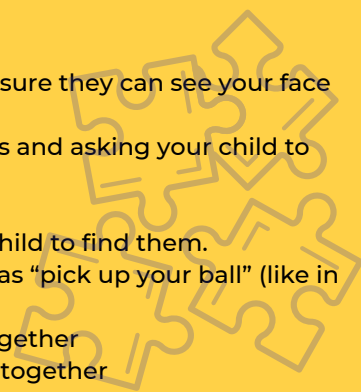 sure they can see your face
s and asking your child to
hild to find them.
as “pick up your ball” (like in
gether
together